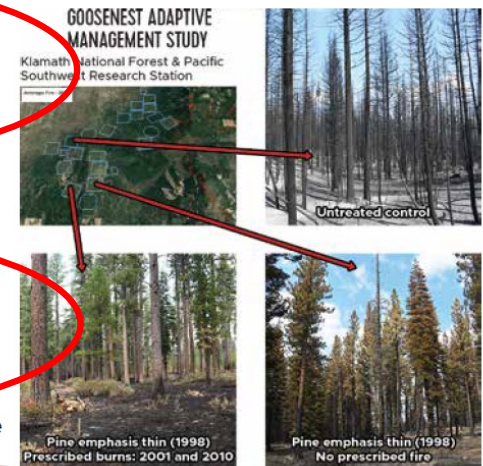 GOOSENEST ADAPTIVE
MANAGEMENT STUDY
Klamath National Forest & Pacific
Southwest Research Station
Untreated control
Pine emphasis thin (1998)
Prescribed burns: 2001 and 2010
Pine emphasis thin (1998)
No prescribed fire